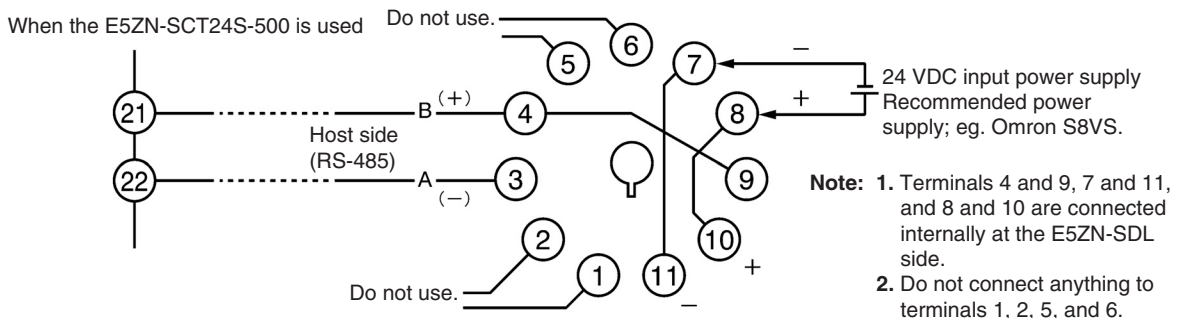 When the E5ZN-SCT24S-500 is used
Do not use.
6
5
7
−
24 VDC input power supply
Recommended power
supply; eg. Omron S8VS.
8
+
21
B
(+)
4
Host side
(RS-485)
22
A
(−)
3
9
2
10
+
1
11
−
Do not use.
Note: 1. Terminals 4 and 9, 7 and 11,
and 8 and 10 are connected
internally at the E5ZN-SDL
side.
2. Do not connect anything to
terminals 1, 2, 5, and 6.